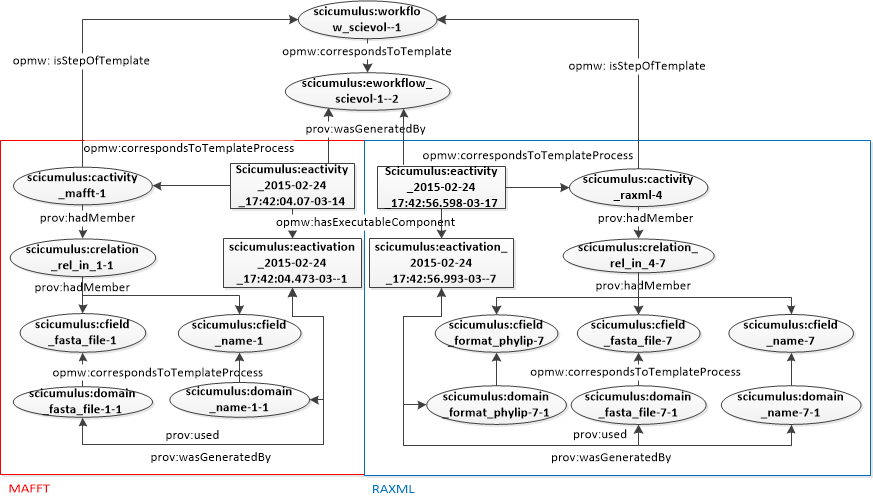 scicumulus:workflo
w_scievol--1
opmw:correspondsToTemplate
opmw: isStepOfTemplate
opmw: isStepOfTemplate
scicumulus:eworkflow_
scievol-1--2
prov:wasGeneratedBy
opmw:correspondsToTemplateProcess
opmw:correspondsToTemplateProcess
scicumulus:cactivity
_mafft-1
Scicumulus:eactivity
_2015-02-24
_17:42:04.07-03-14
Scicumulus:eactivity
_2015-02-24
_17:42:56.598-03-17
scicumulus:cactivity
_raxml-4
prov:hadMember
opmw:hasExecutableComponent
prov:hadMember
scicumulus:crelation
_rel_in_1-1
scicumulus:eactivation
_2015-02-24
_17:42:04.473-03--1
scicumulus:eactivation_
2015-02-24
_17:42:56.993-03--7
scicumulus:crelation_
rel_in_4-7
prov:hadMember
prov:hadMember
scicumulus:cfield
_fasta_file-1
scicumulus:cfield
_name-1
scicumulus:cfield
_format_phylip-7
scicumulus:cfield
_fasta_file-7
scicumulus:cfield
_name-7
opmw:correspondsToTemplateProcess
opmw:correspondsToTemplateProcess
scicumulus:domain_
fasta_file-1-1
scicumulus:domain
_name-1-1
scicumulus:domain
_format_phylip-7-1
scicumulus:domain
_fasta_file-7-1
scicumulus:domain
_name-7-1
prov:used
prov:used
prov:wasGeneratedBy
prov:wasGeneratedBy
MAFFT
RAXML